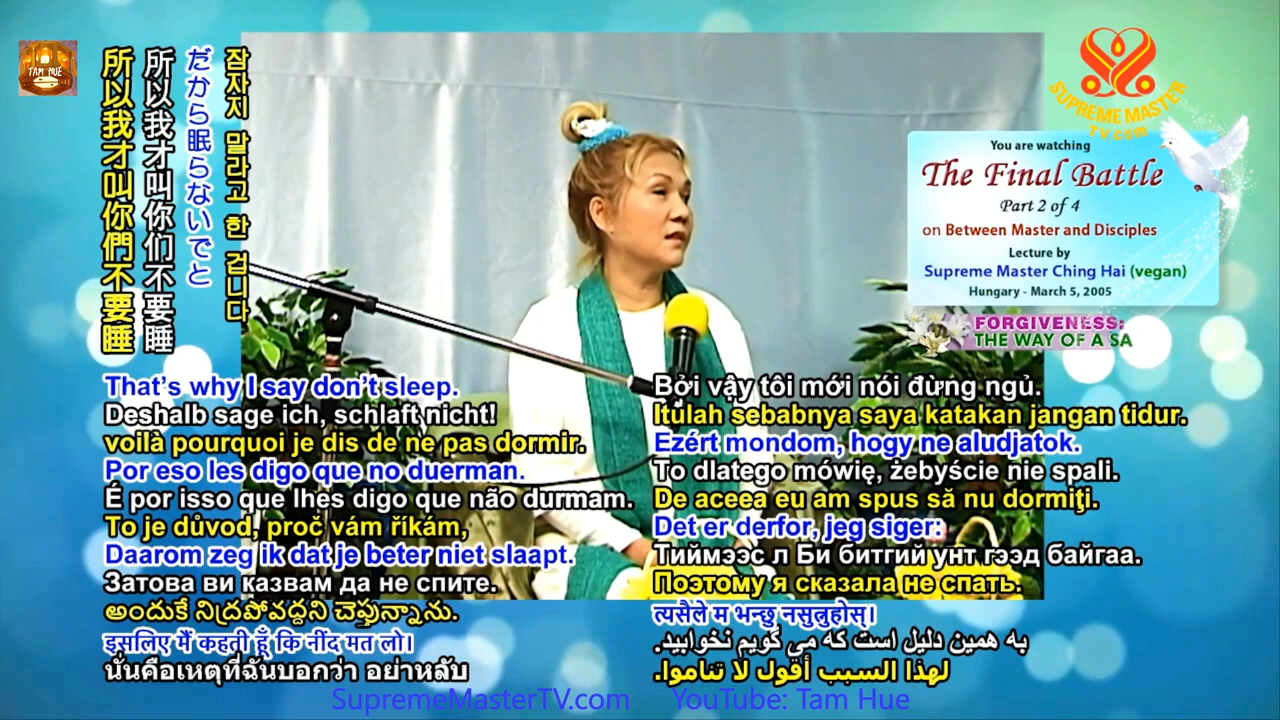 TAM HUE
所以我才叫你們不要睡
所以我才叫你们不要睡
だから眠らないでと
잠자지 말라고 한 겁니다
SUPREME MASTER
TV.com
You are watching
The Final Battle
Part 2 of 4
on Between Master and Disciples
Lecture by
Supreme Master Ching Hai (vegan)
Hungary - March 5, 2005
FORGIVENESS:
THE WAY OF A SA
That's why I say don't sleep.
Deshalb sage ich, schlaft nicht!
voilà pourquoi je dis de ne pas dormir.
Por eso les digo que no duerman.
É por isso que lhes digo que não durmam.
To je důvod, proč vám říkám,
Daarom zeg ik dat je beter niet slaapt.
Затова ви казвам да не спите.
అందుకే నిద్రపోవద్దని చెప్తున్నాను.
इसलिए मैं कहती हूँ कि नींद मत लो।
นั่นคือเหตุที่ฉันบอกว่า อย่าหลับ
Bởi vậy tôi mới nói đừng ngủ.
Itulah sebabnya saya katakan jangan tidur.
Ezért mondom, hogy ne aludjatok.
To dlatego mówię, żebyście nie spali.
De aceea eu am spus să nu dormiţi.
Det er derfor, jeg siger:
Тиймээс л Би битгий унт гээд байгаа.
Поэтому я сказала не спать.
त्यसैले म भन्छु नसुत्नुहोस्।
به همین دلیل است که می گویم نخوابید.
لهذا السبب أقول لا تناموا.
SupremeMasterTV.com YouTube: Tam Hue